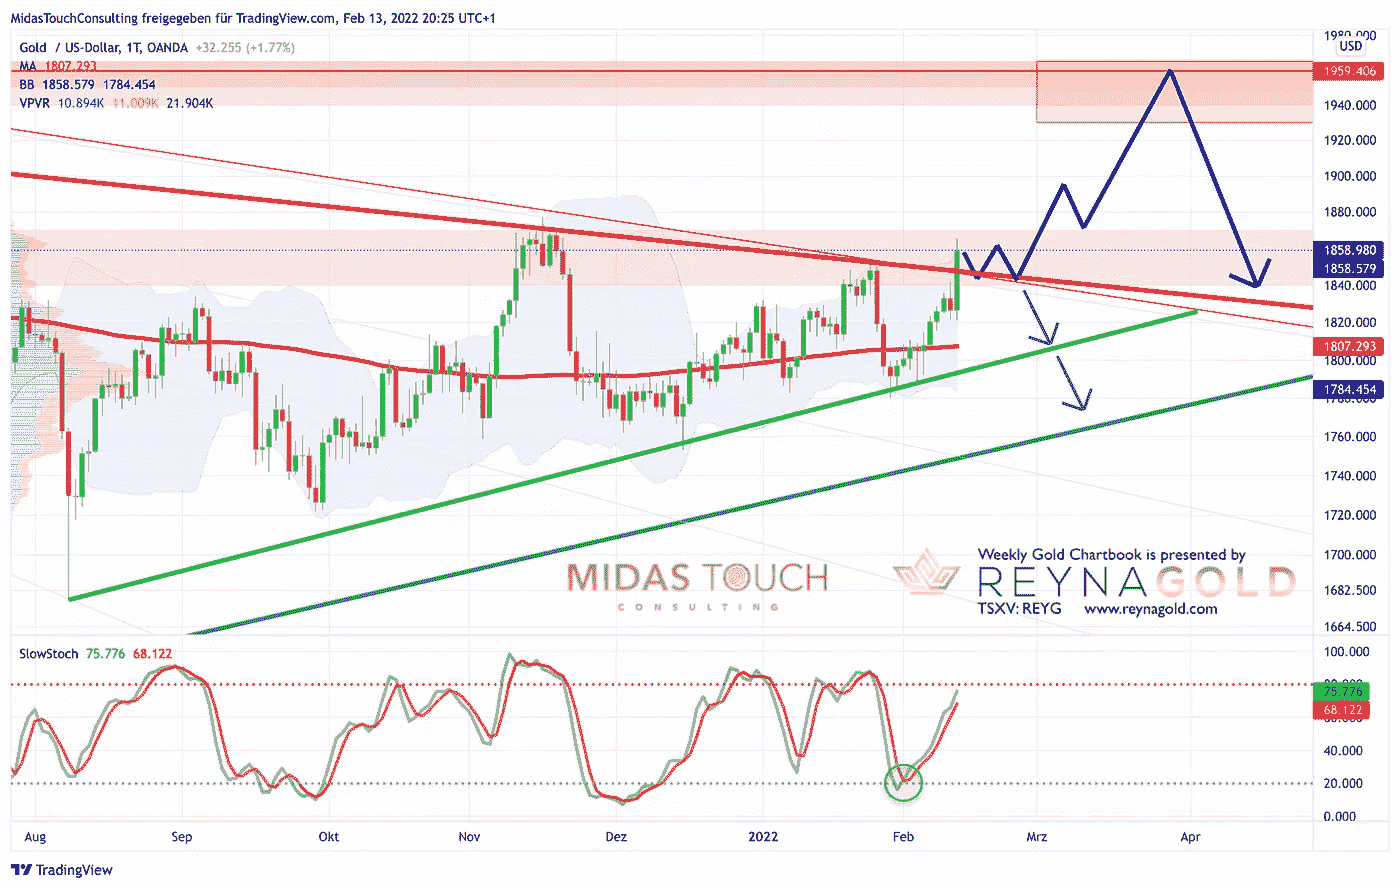 MidasTouchConsulting freigegeben für TradingView.com, Feb 13, 2022 20:25 UTC+1
Gold / US-Dollar, 1T, OANDA +32.255 (+1.77%)
MA 1807.293
BB 1858.579 1784.454
VPVR 10.894K 11.009K 21.904K
1980.000
USD
1959.406
1940.000
1920.000
1900.000
1880.000
1858.980
1858.579
1840.000
1820.000
1807.293
1800.000
1784.454
1780.000
1760.000
1740.000
1720.000
1700.000
1682.500
1664.500
MIDAS TOUCH
CONSULTING
Weekly Gold Chartbook is presented by
REYNA GOLD
TSXV: REYG www.reynagold.com
SlowStoch 75.776 68.122
100.000
80.000
75.776
68.122
60.000
40.000
20.000
0.000
Aug Sep Okt Nov Dez 2022 Feb Mrz Apr
TradingView